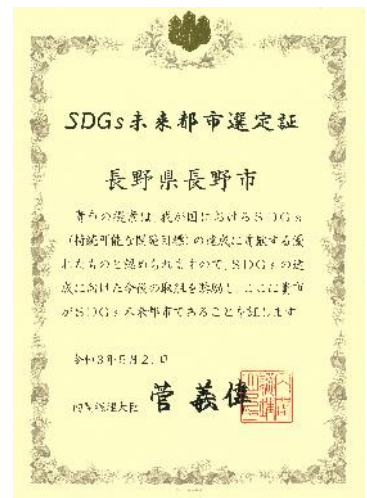 SDGs未来都市選定証
長野県長野市
貴市の提案は、我が国におけるSDGs
(持続可能な開発目標)の達成に貢献する優
れたものと認められますので、SDGsの達
成に向けた今後の取組を奨励し、ここに貴市
がSDGs未来都市であることを証します
令和3年5月2 日
内閣総理大臣 菅義偉